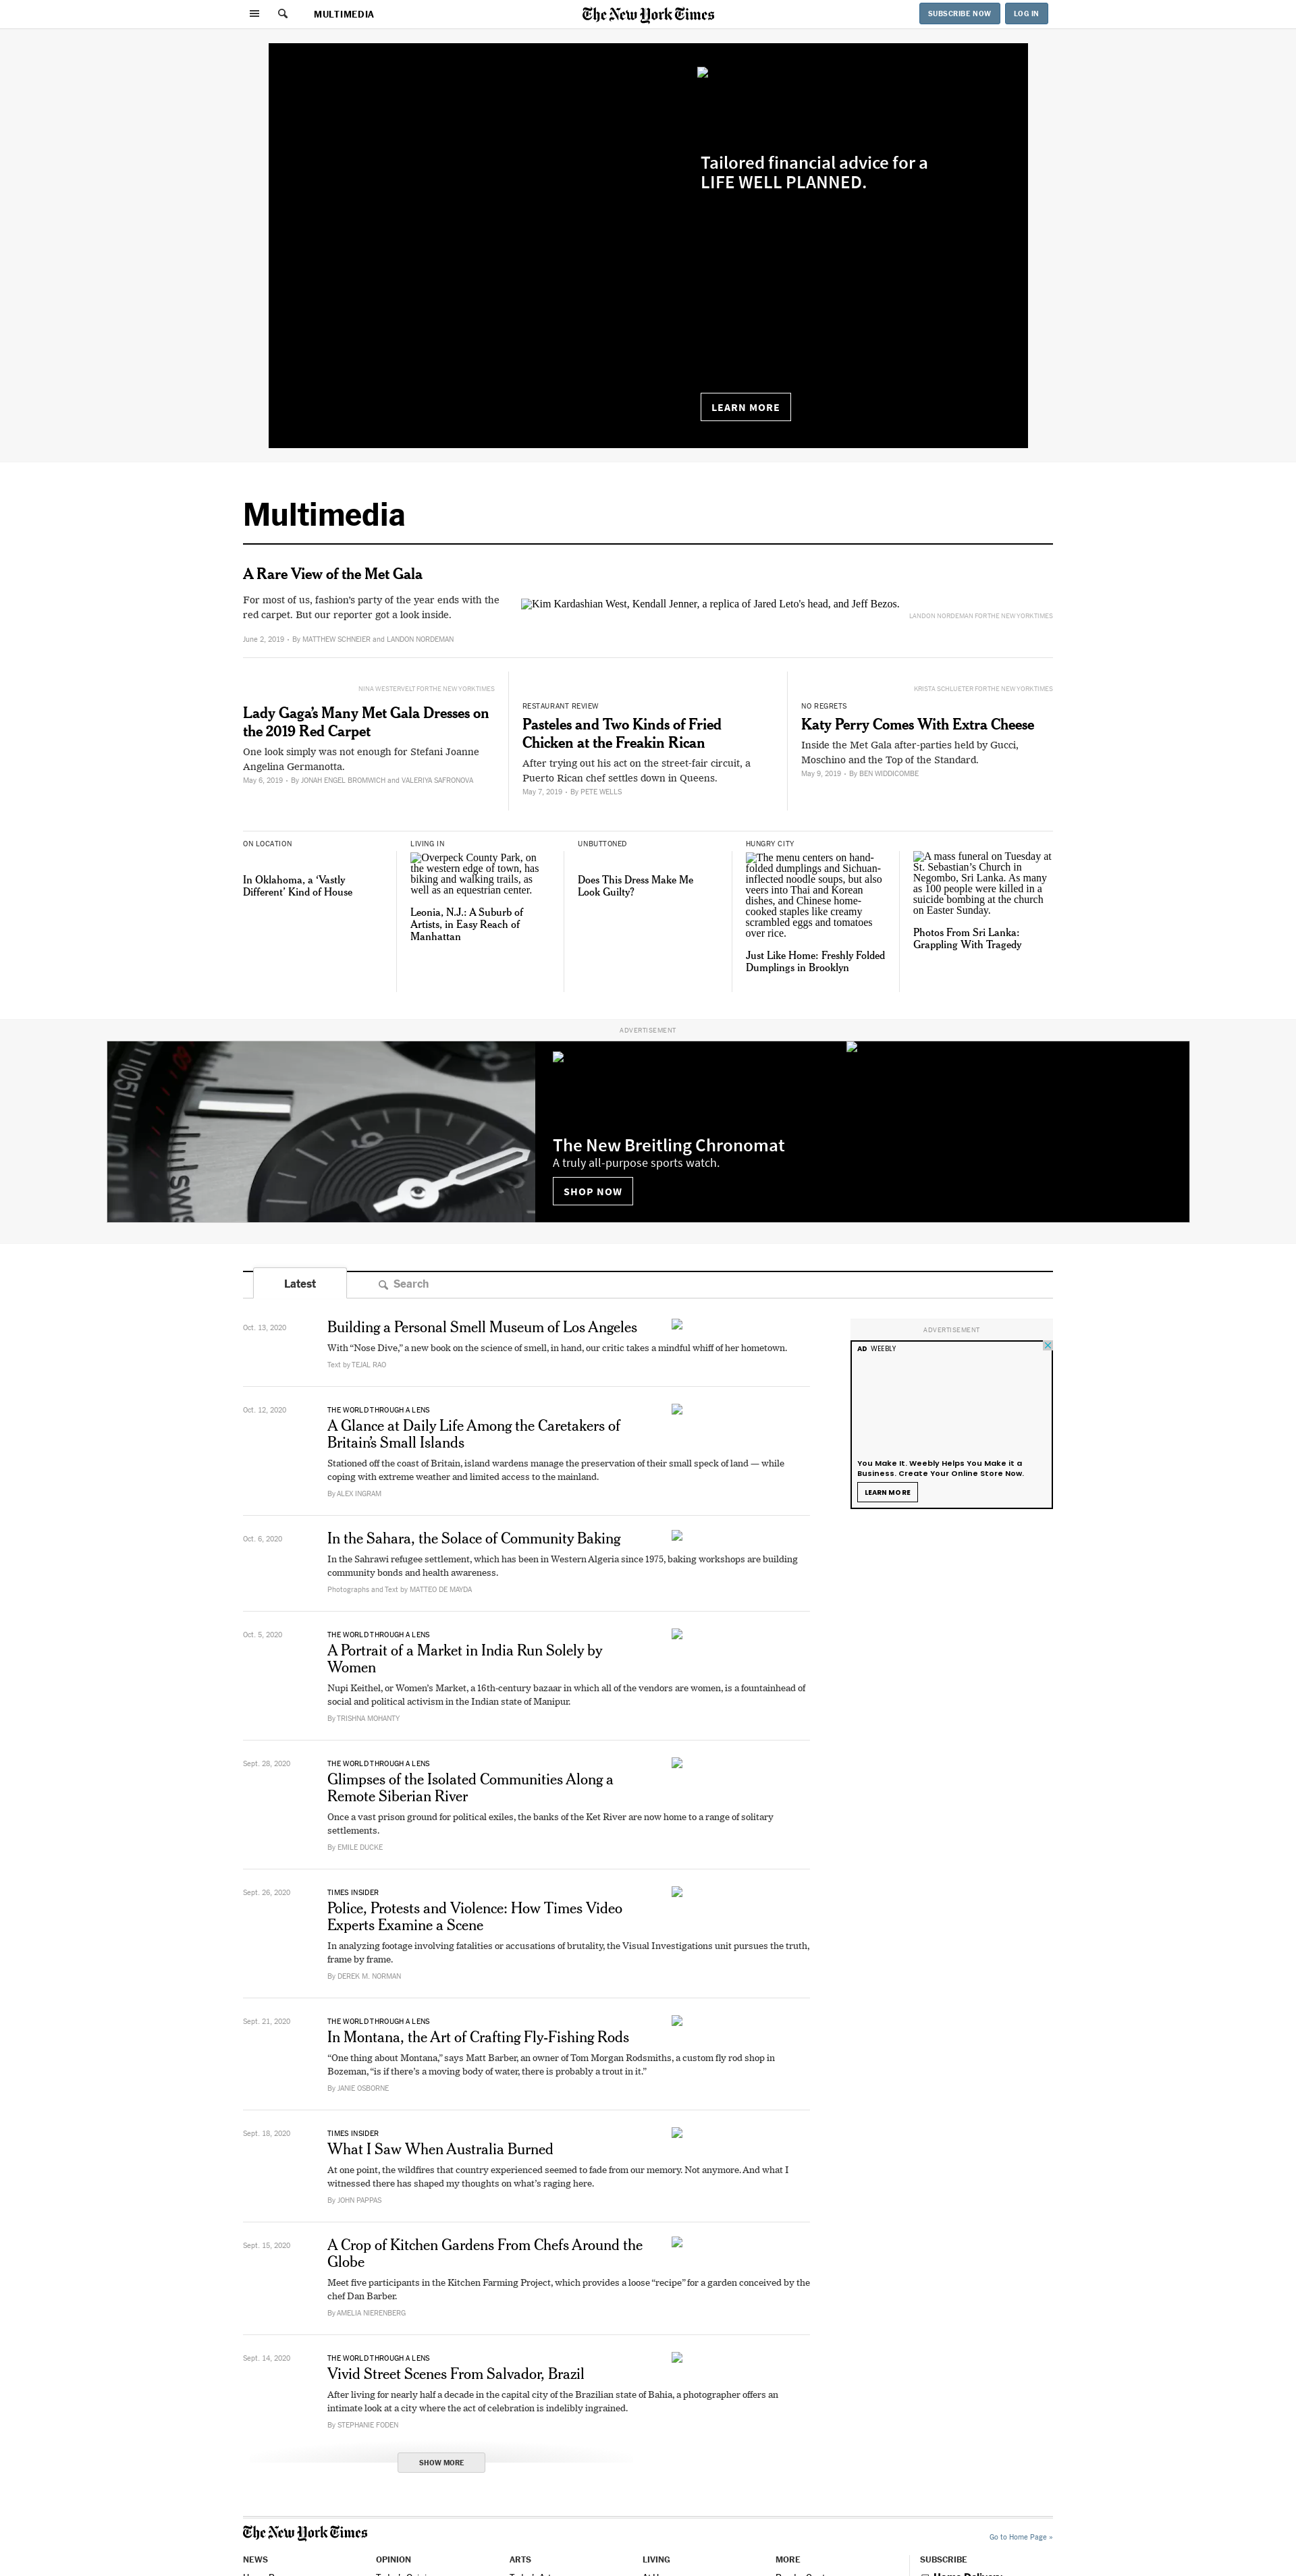 MULTIMEDIA
The New York Times
SUBSCRIBE NOW
LOG IN
Tailored financial advice for a
LIFE WELL PLANNED.
LEARN MORE
Multimedia
A Rare View of the Met Gala
For most of us, fashion's party of the year ends with the
red carpet. But our reporter got a look inside.
June 2, 2019 • By MATTHEW SCHNEIER and LANDON NORDEMAN
Kim Kardashian West, Kendall Jenner, a replica of Jared Leto's head, and Jeff Bezos.
LANDON NORDEMAN FOR THE NEW YORK TIMES
NINA WESTERVELT FOR THE NEW YORK TIMES
Lady Gaga’s Many Met Gala Dresses on
the 2019 Red Carpet
One look simply was not enough for Stefani Joanne
Angelina Germanotta.
May 6, 2019 • By JONAH ENGEL BROMWICH and VALERIYA SAFRONOVA
RESTAURANT REVIEW
Pasteles and Two Kinds of Fried
Chicken at the Freakin Rican
After trying out his act on the street-fair circuit, a
Puerto Rican chef settles down in Queens.
May 7, 2019 • By PETE WELLS
KRISTA SCHLUETER FOR THE NEW YORK TIMES
NO REGRETS
Katy Perry Comes With Extra Cheese
Inside the Met Gala after-parties held by Gucci,
Moschino and the Top of the Standard.
May 9, 2019 • By BEN WIDDICOMBE
ON LOCATION
In Oklahoma, a ‘Vastly
Different’ Kind of House
LIVING IN
Overpeck County Park, on
the western edge of town, has
biking and walking trails, as
well as an equestrian center.
Leonia, N.J.: A Suburb of
Artists, in Easy Reach of
Manhattan
UNBUTTONED
Does This Dress Make Me
Look Guilty?
HUNGRY CITY
The menu centers on hand-
folded dumplings and Sichuan-
inflected noodle soups, but also
veers into Thai and Korean
dishes, and Chinese home-
cooked staples like creamy
scrambled eggs and tomatoes
over rice.
Just Like Home: Freshly Folded
Dumplings in Brooklyn
A mass funeral on Tuesday at
St. Sebastian’s Church in
Negombo, Sri Lanka. As many
as 100 people were killed in a
suicide bombing at the church
on Easter Sunday.
Photos From Sri Lanka:
Grappling With Tragedy
ADVERTISEMENT
SWISS
The New Breitling Chronomat
A truly all-purpose sports watch.
SHOP NOW
Latest
Search
Oct. 13, 2020
Building a Personal Smell Museum of Los Angeles
With “Nose Dive,” a new book on the science of smell, in hand, our critic takes a mindful whiff of her hometown.
Text by TEJAL RAO
Oct. 12, 2020
THE WORLD THROUGH A LENS
A Glance at Daily Life Among the Caretakers of
Britain’s Small Islands
Stationed off the coast of Britain, island wardens manage the preservation of their small speck of land — while
coping with extreme weather and limited access to the mainland.
By ALEX INGRAM
Oct. 6, 2020
In the Sahara, the Solace of Community Baking
In the Sahrawi refugee settlement, which has been in Western Algeria since 1975, baking workshops are building
community bonds and health awareness.
Photographs and Text by MATTEO DE MAYDA
Oct. 5, 2020
THE WORLD THROUGH A LENS
A Portrait of a Market in India Run Solely by
Women
Nupi Keithel, or Women’s Market, a 16th-century bazaar in which all of the vendors are women, is a fountainhead of
social and political activism in the Indian state of Manipur.
By TRISHNA MOHANTY
Sept. 28, 2020
THE WORLD THROUGH A LENS
Glimpses of the Isolated Communities Along a
Remote Siberian River
Once a vast prison ground for political exiles, the banks of the Ket River are now home to a range of solitary
settlements.
By EMILE DUCKE
Sept. 26, 2020
TIMES INSIDER
Police, Protests and Violence: How Times Video
Experts Examine a Scene
In analyzing footage involving fatalities or accusations of brutality, the Visual Investigations unit pursues the truth,
frame by frame.
By DEREK M. NORMAN
Sept. 21, 2020
THE WORLD THROUGH A LENS
In Montana, the Art of Crafting Fly-Fishing Rods
“One thing about Montana,” says Matt Barber, an owner of Tom Morgan Rodsmiths, a custom fly rod shop in
Bozeman, “is if there’s a moving body of water, there is probably a trout in it.”
By JANIE OSBORNE
Sept. 18, 2020
TIMES INSIDER
What I Saw When Australia Burned
At one point, the wildfires that country experienced seemed to fade from our memory. Not anymore. And what I
witnessed there has shaped my thoughts on what’s raging here.
By JOHN PAPPAS
Sept. 15, 2020
A Crop of Kitchen Gardens From Chefs Around the
Globe
Meet five participants in the Kitchen Farming Project, which provides a loose “recipe” for a garden conceived by the
chef Dan Barber.
By AMELIA NIERENBERG
Sept. 14, 2020
THE WORLD THROUGH A LENS
Vivid Street Scenes From Salvador, Brazil
After living for nearly half a decade in the capital city of the Brazilian state of Bahia, a photographer offers an
intimate look at a city where the act of celebration is indelibly ingrained.
By STEPHANIE FODEN
SHOW MORE
ADVERTISEMENT
AD WEEBLY
You Make It. Weebly Helps You Make it a
Business. Create Your Online Store Now.
LEARN MORE
The New York Times
Go to Home Page »
NEWS
OPINION
ARTS
LIVING
MORE
SUBSCRIBE